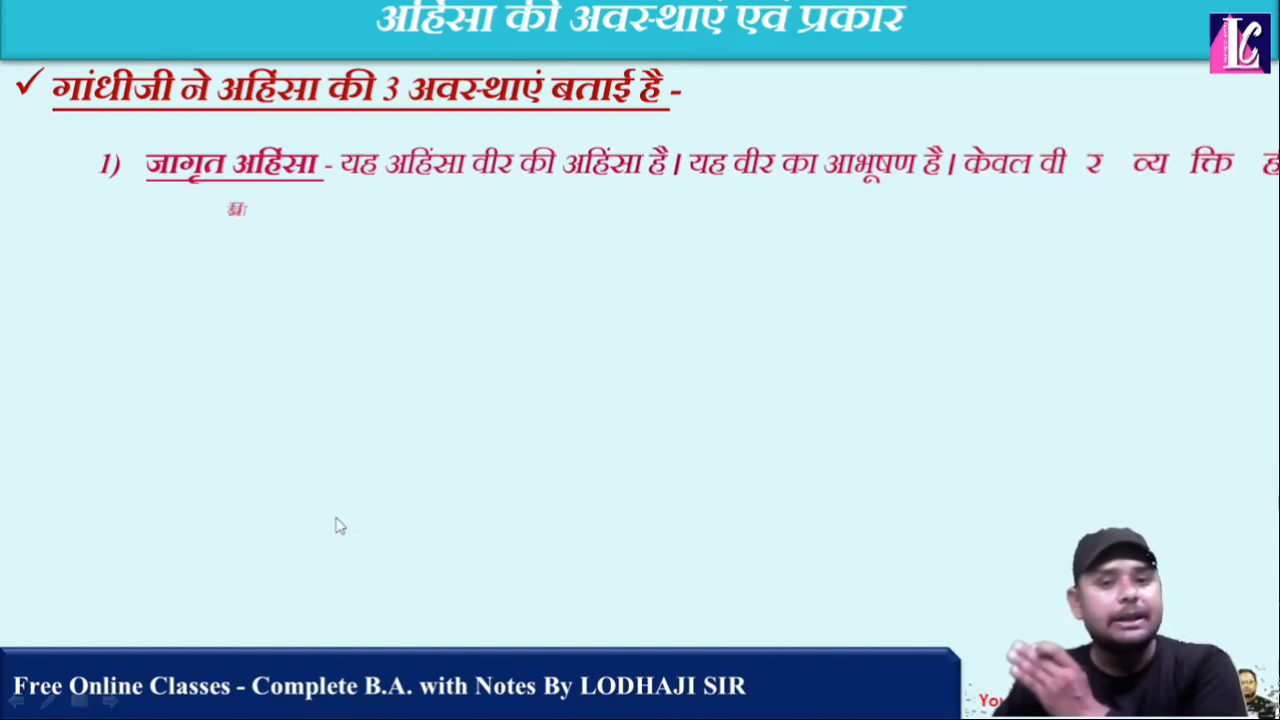 अहिंसा की अवस्थाएं एवं प्रकार
LC
✓ गांधीजी ने अहिंसा की 3 अवस्थाएं बताई है -
1) जागृत अहिंसा - यह अहिंसा वीर की अहिंसा है। यह वीर का आभूषण है। केवल वी र व्य क्ति
Free Online Classes - Complete B.A. with Notes By LODHAJI SIR